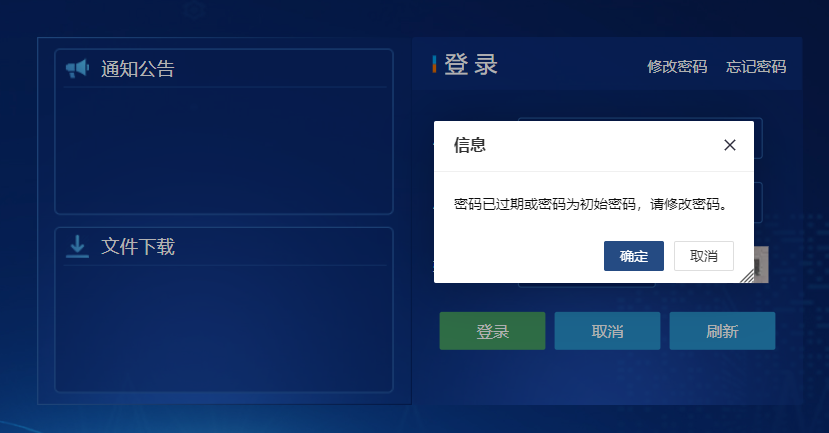 通知公告
文件下载
登录
修改密码 忘记密码
信息
密码已过期或密码为初始密码，请修改密码。
确定 取消
登录 取消 刷新